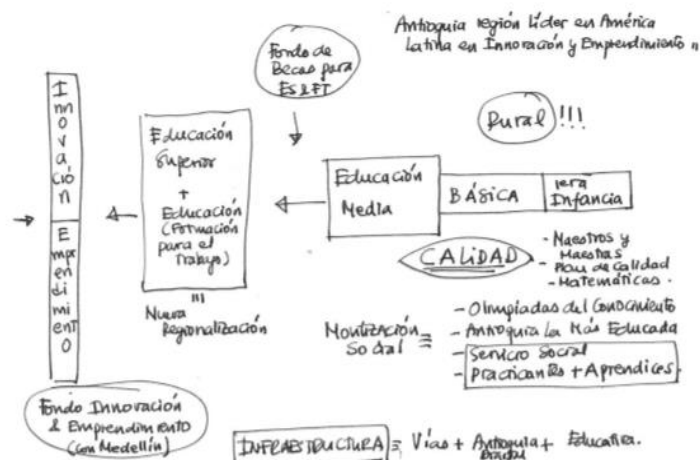 Antioquia región Líder en América
Latina en Innovación y Emprendimiento "
Fondo de
Becas para
ES & FT
Rural !!!
Innovación
Emprendimiento
Educación
Superior
+
Educación
(Formación
para el
Trabajo)
Educación
Media
BÁSICA
1era
Infancia
CALIDAD
- Maestros y
Maestras
- Plan de Calidad
- Matemáticas.
Nueva
Regionalización
Movilización
Social =
- Olimpiadas del Conocimiento
- Antioquia la Más Educada
- Servicio Social
- Practicantes + Aprendices.
Fondo Innovación
& Emprendimiento
(con Medellín)
INFRAESTRUCTURA = Vías + Antioquia + Educativa.